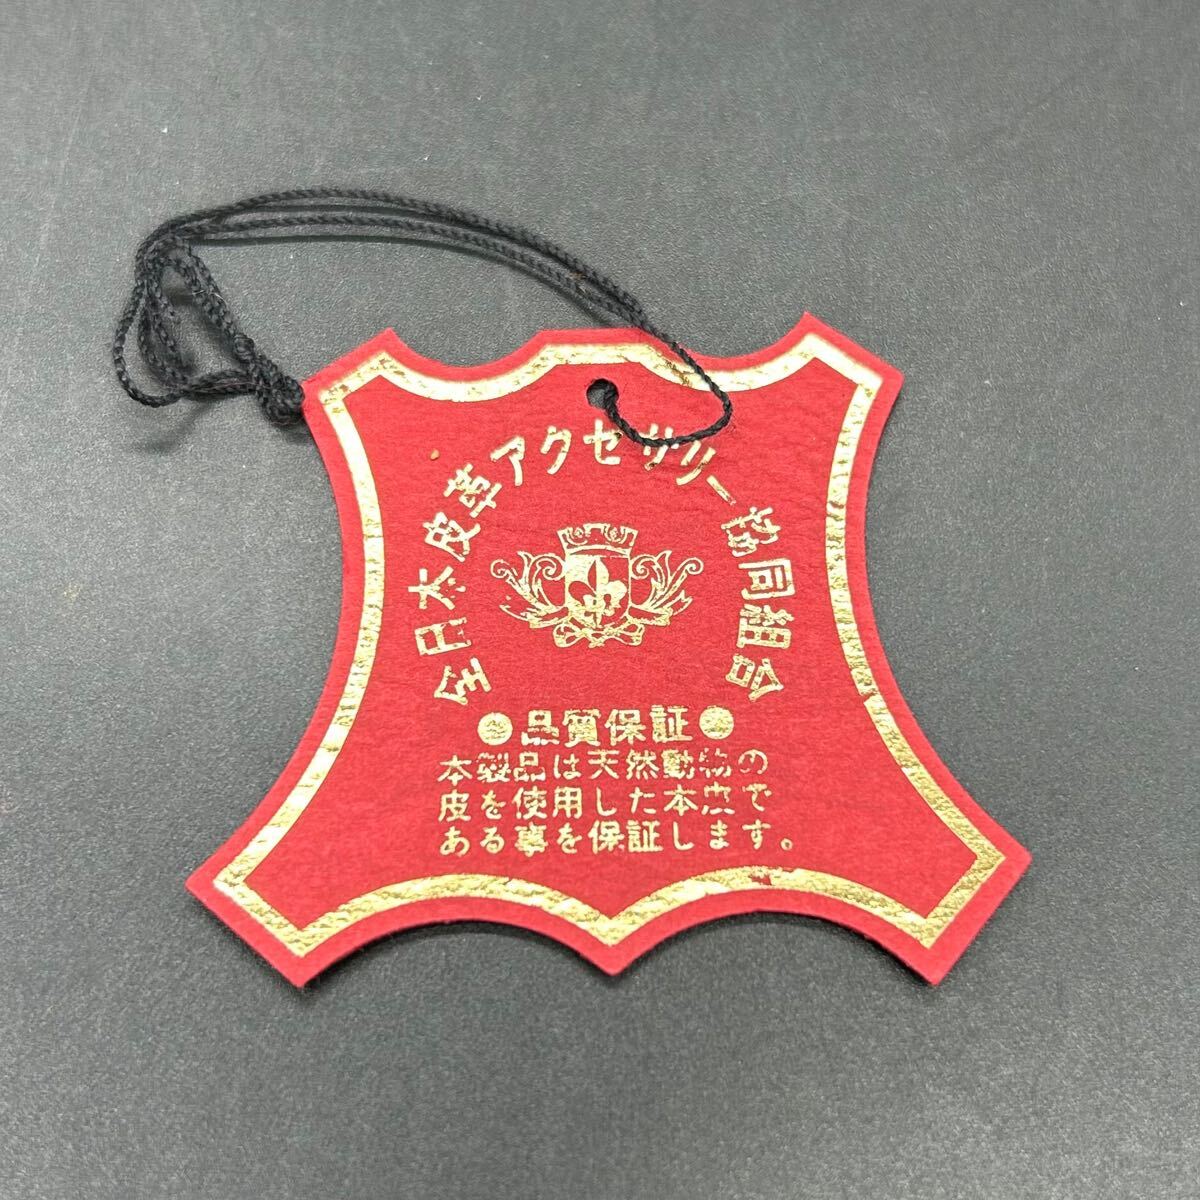 全日本皮革アクセサリー協同組合
●品質保証●
本製品は天然動物の
皮を使用した本皮で
ある事を保証します。